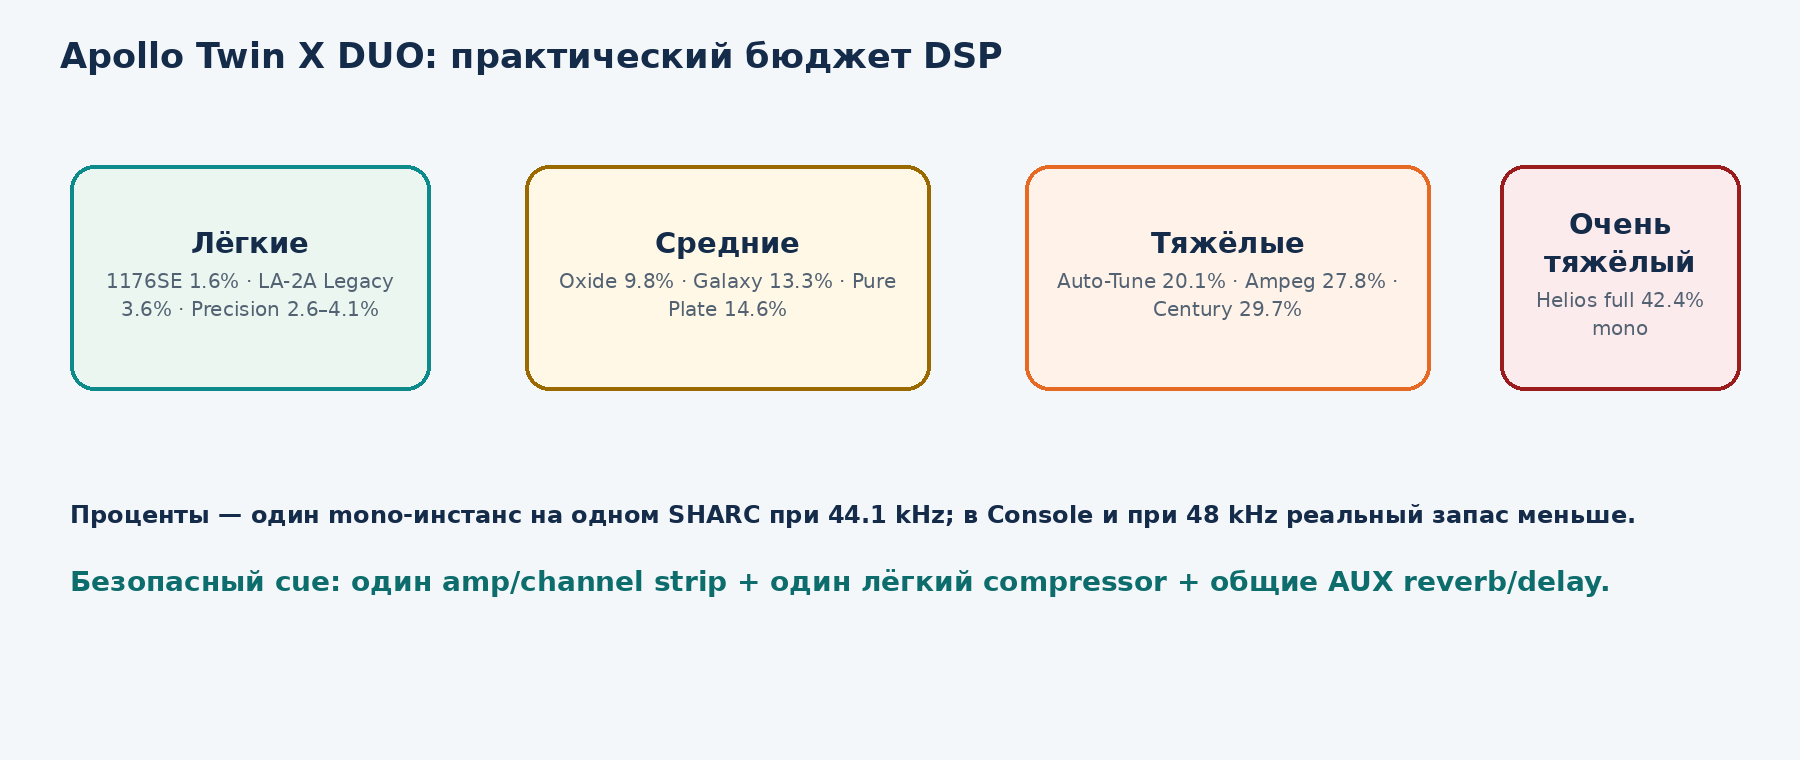 Apollo Twin X DUO: практический бюджет DSP
Лёгкие
1176SE 1.6% · LA-2A Legacy
3.6% · Precision 2.6–4.1%
Средние
Oxide 9.8% · Galaxy 13.3% · Pure
Plate 14.6%
Тяжёлые
Auto-Tune 20.1% · Ampeg 27.8% ·
Century 29.7%
Очень
тяжёлый
Helios full 42.4%
mono
Проценты — один mono-инстанс на одном SHARC при 44.1 kHz; в Console и при 48 kHz реальный запас меньше.
Безопасный cue: один amp/channel strip + один лёгкий compressor + общие AUX reverb/delay.